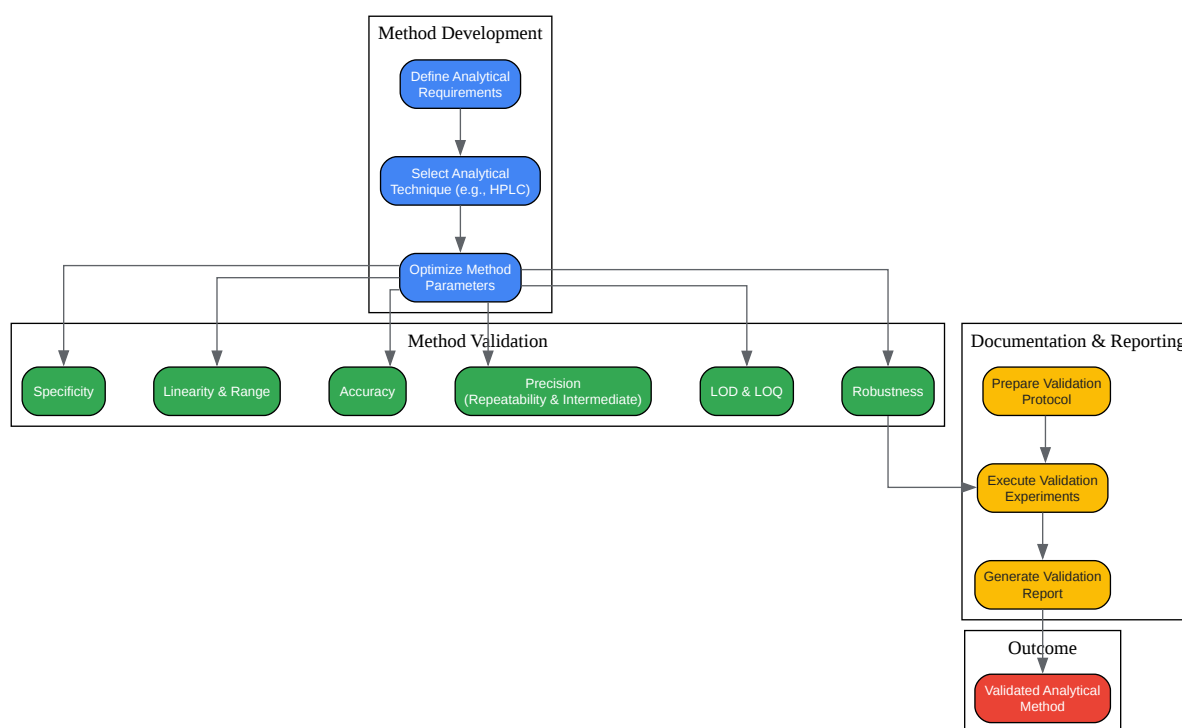 Method Development
Define Analytical
Requirements
Select Analytical
Technique (e.g., HPLC)
Optimize Method
Parameters
Method Validation
Specificity
Linearity & Range
Accuracy
Precision
(Repeatability & Intermediate)
LOD & LOQ
Robustness
Documentation & Reporting
Prepare Validation
Protocol
Execute Validation
Experiments
Generate Validation
Report
Outcome
Validated Analytical
Method